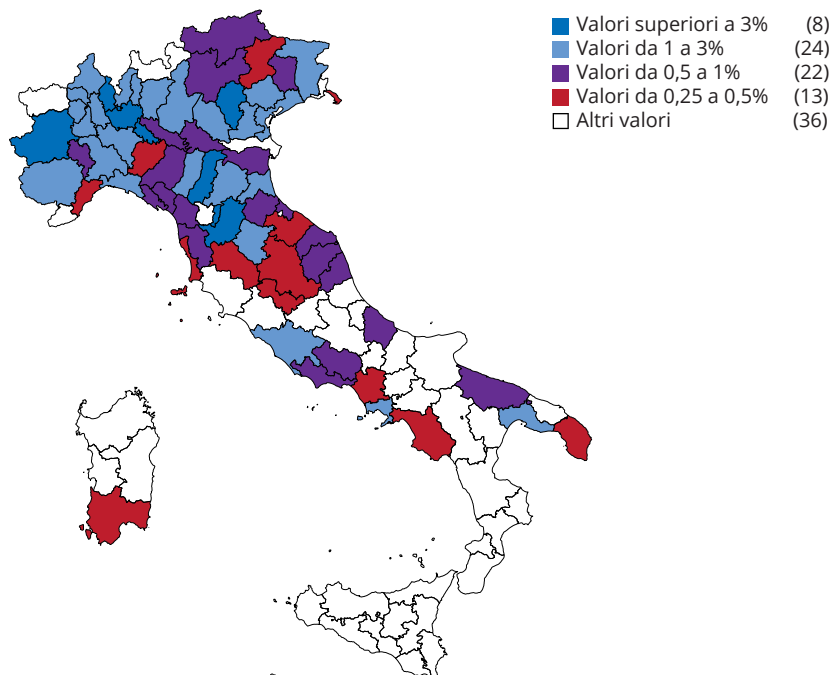 Valori superiori a 3% (8)
Valori da 1 a 3% (24)
Valori da 0,5 a 1% (22)
Valori da 0,25 a 0,5% (13)
Altri valori (36)